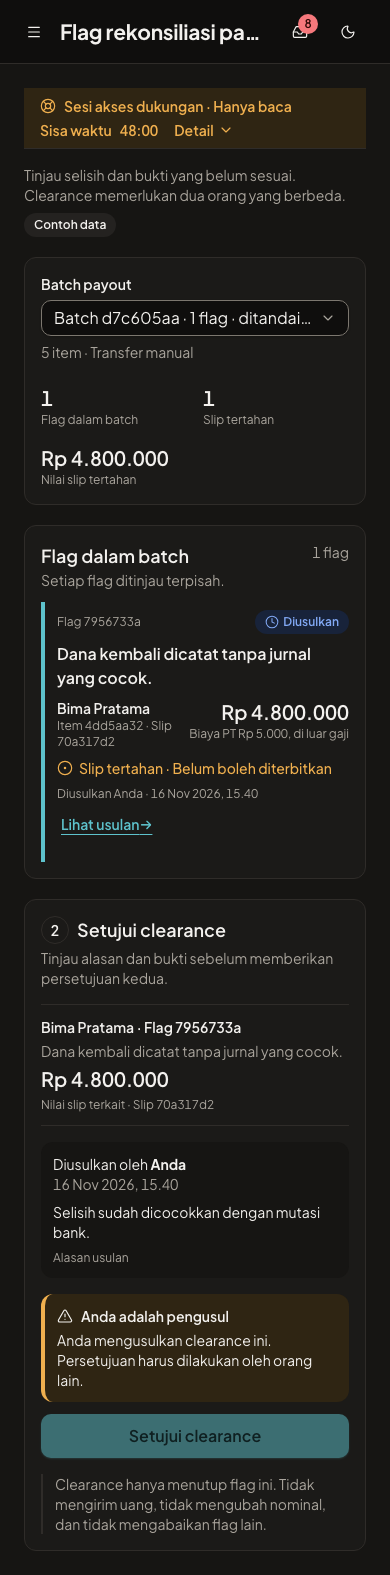 Flag rekonsiliasi pa...
8
Sesi akses dukungan · Hanya baca
Sisa waktu 48:00 Detail
Tinjau selisih dan bukti yang belum sesuai.
Clearance memerlukan dua orang yang berbeda.
Contoh data
Batch payout
Batch d7c605aa · 1 flag · ditandai...
5 item · Transfer manual
1
Flag dalam batch
1
Slip tertahan
Rp 4.800.000
Nilai slip tertahan
Flag dalam batch
1 flag
Setiap flag ditinjau terpisah.
Flag 7956733a
Diusulkan
Dana kembali dicatat tanpa jurnal
yang cocok.
Bima Pratama
Item 4dd5aa32 · Slip
70a317d2
Rp 4.800.000
Biaya PT Rp 5.000, di luar gaji
Slip tertahan · Belum boleh diterbitkan
Diusulkan Anda · 16 Nov 2026, 15.40
Lihat usulan→
2
Setujui clearance
Tinjau alasan dan bukti sebelum memberikan
persetujuan kedua.
Bima Pratama · Flag 7956733a
Dana kembali dicatat tanpa jurnal yang cocok.
Rp 4.800.000
Nilai slip terkait · Slip 70a317d2
Diusulkan oleh Anda
16 Nov 2026, 15.40
Selisih sudah dicocokkan dengan mutasi
bank.
Alasan usulan
Anda adalah pengusul
Anda mengusulkan clearance ini.
Persetujuan harus dilakukan oleh orang
lain.
Setujui clearance
Clearance hanya menutup flag ini. Tidak
mengirim uang, tidak mengubah nominal,
dan tidak mengabaikan flag lain.